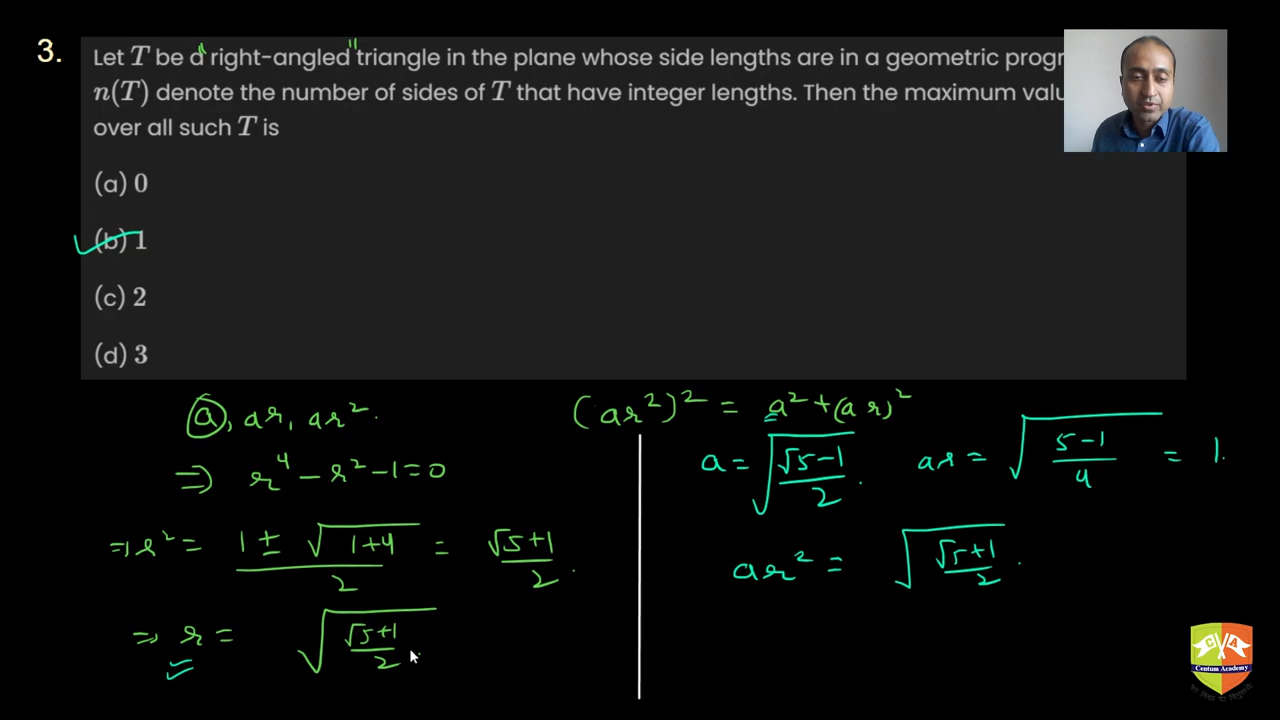 3.
Let T be a "right-angled" triangle in the plane whose side lengths are in a geometric progr
n(T) denote the number of sides of T that have integer lengths. Then the maximum valu
over all such T is
(a) 0
(b) 1
(c) 2
(d) 3
a, ar, ar².
⇒ r⁴ − r² − 1 = 0
⇒ r² = (1 ± √(1+4))/2 = (√5+1)/2.
⇒ r = √((√5+1)/2).
(ar²)² = a² + (ar)²
a = √((√5−1)/2). ar = √((5−1)/4) = 1.
ar² = √((√5+1)/2).
CA
Centum Academy